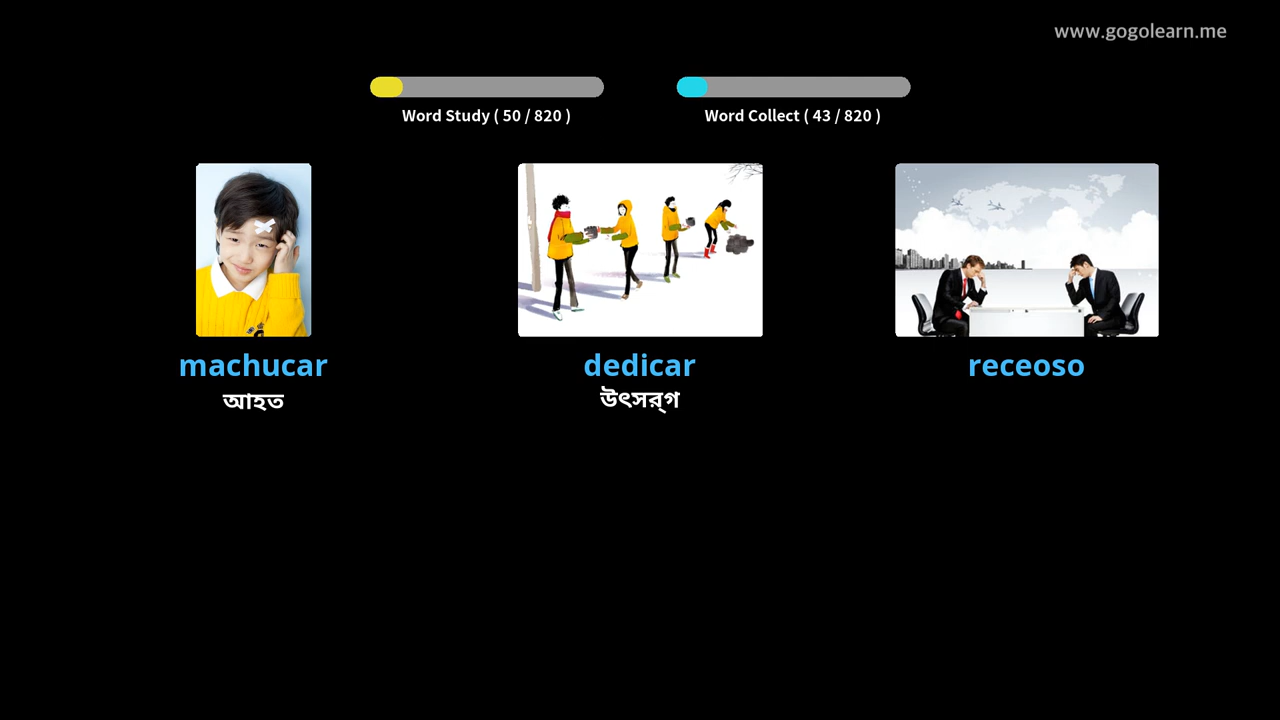 www.gogolearn.me
Word Study ( 50 / 820 )
Word Collect ( 43 / 820 )
machucar
dedicar
receoso
আহত
উৎসর্গ